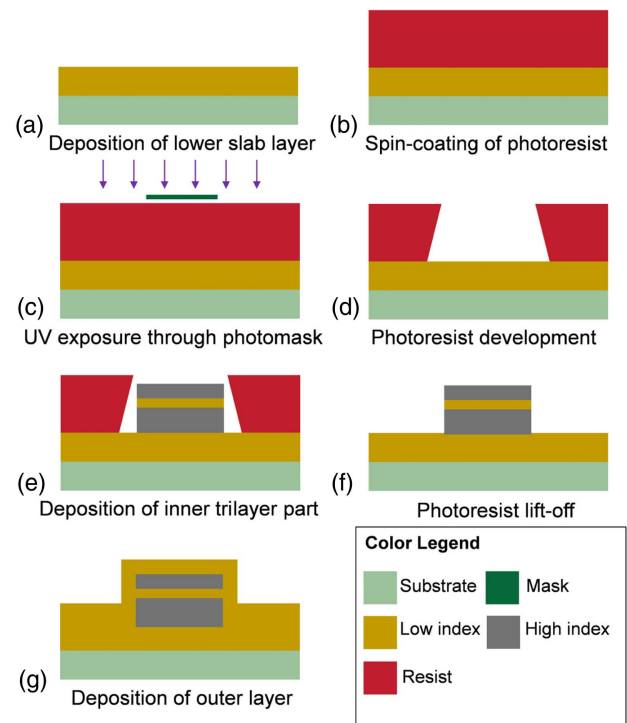 (a)
Deposition of lower slab layer
(b)
Spin-coating of photoresist
(c)
UV exposure through photomask
(d)
Photoresist development
(e)
Deposition of inner trilayer part
(f)
Photoresist lift-off
(g)
Deposition of outer layer
Color Legend
Substrate
Mask
Low index
High index
Resist